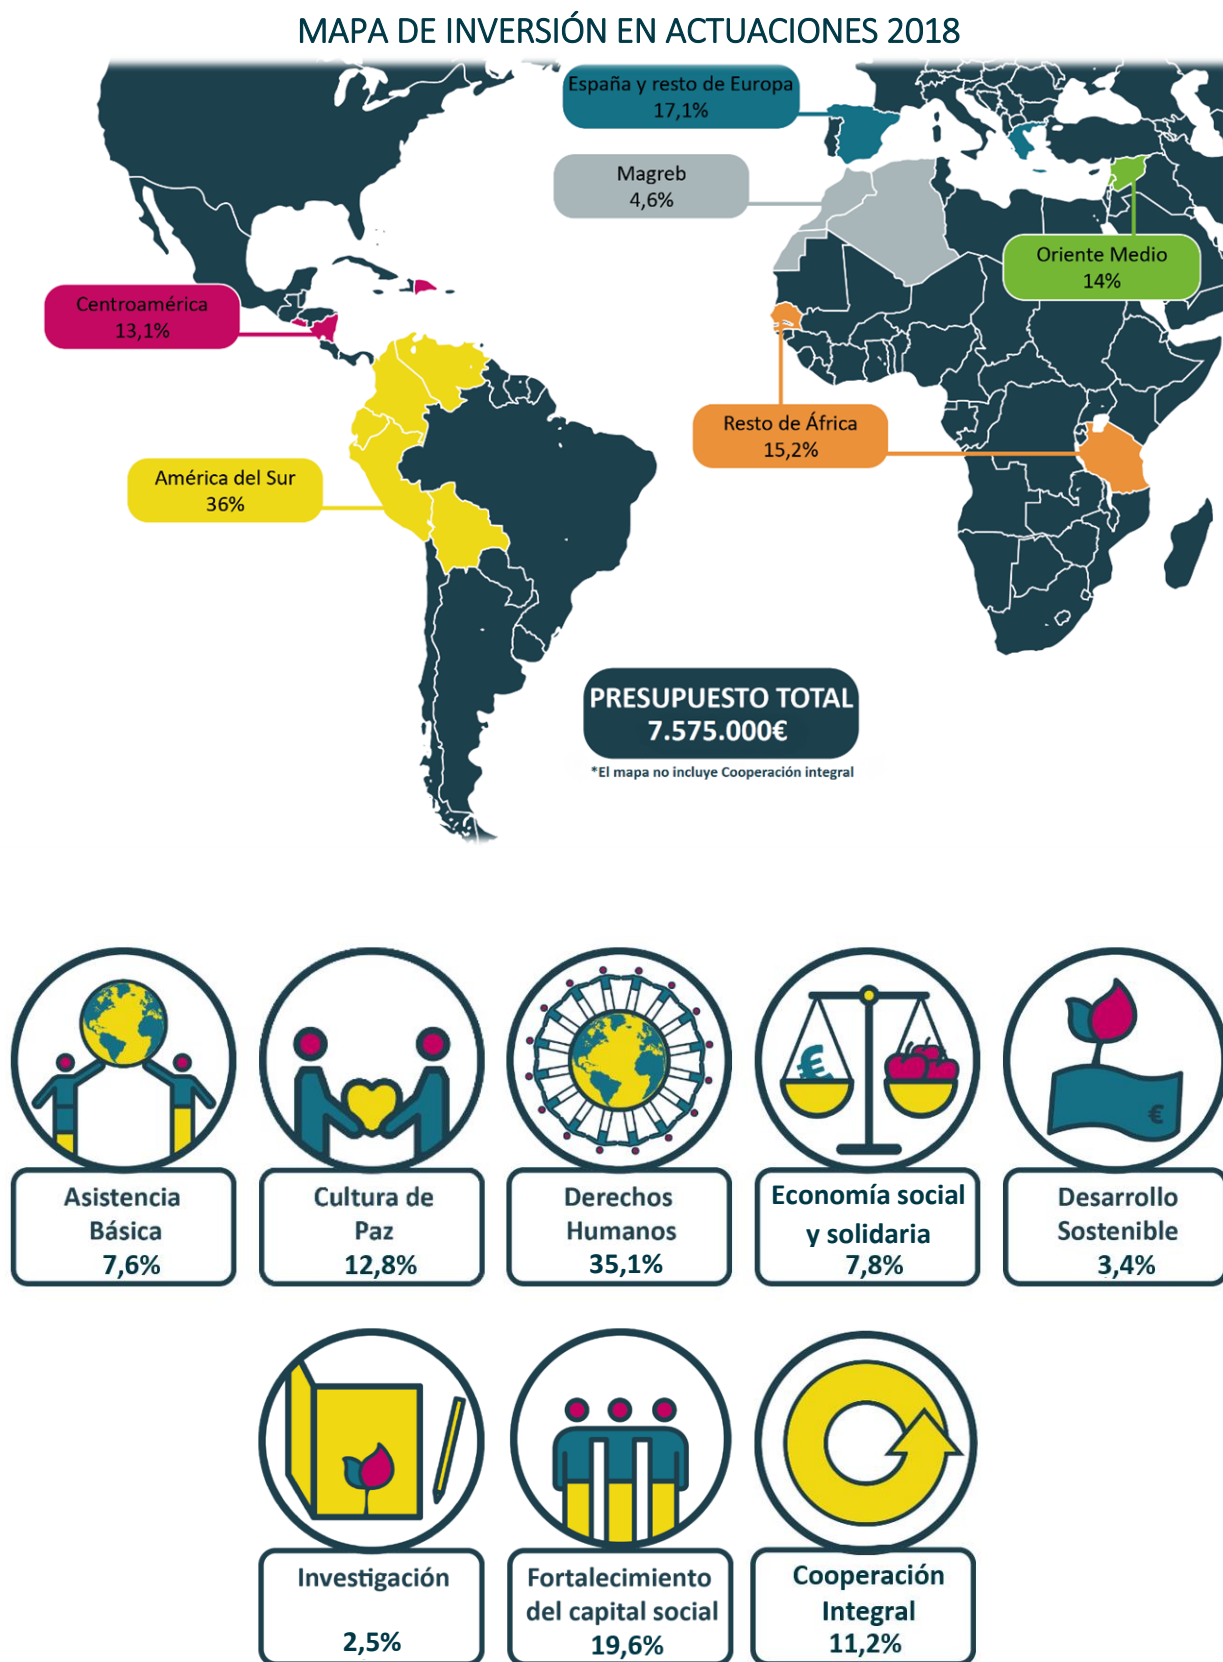 MAPA DE INVERSIÓN EN ACTUACIONES 2018
España y resto de Europa
17,1%
Magreb
4,6%
Oriente Medio
14%
Centroamérica
13,1%
Resto de África
15,2%
América del Sur
36%
PRESUPUESTO TOTAL
7.575.000€
*El mapa no incluye Cooperación integral
€
€
Asistencia
Básica
7,6%
Cultura de
Paz
12,8%
Derechos
Humanos
35,1%
Economía social
y solidaria
7,8%
Desarrollo
Sostenible
3,4%
Investigación
2,5%
Fortalecimiento
del capital social
19,6%
Cooperación
Integral
11,2%